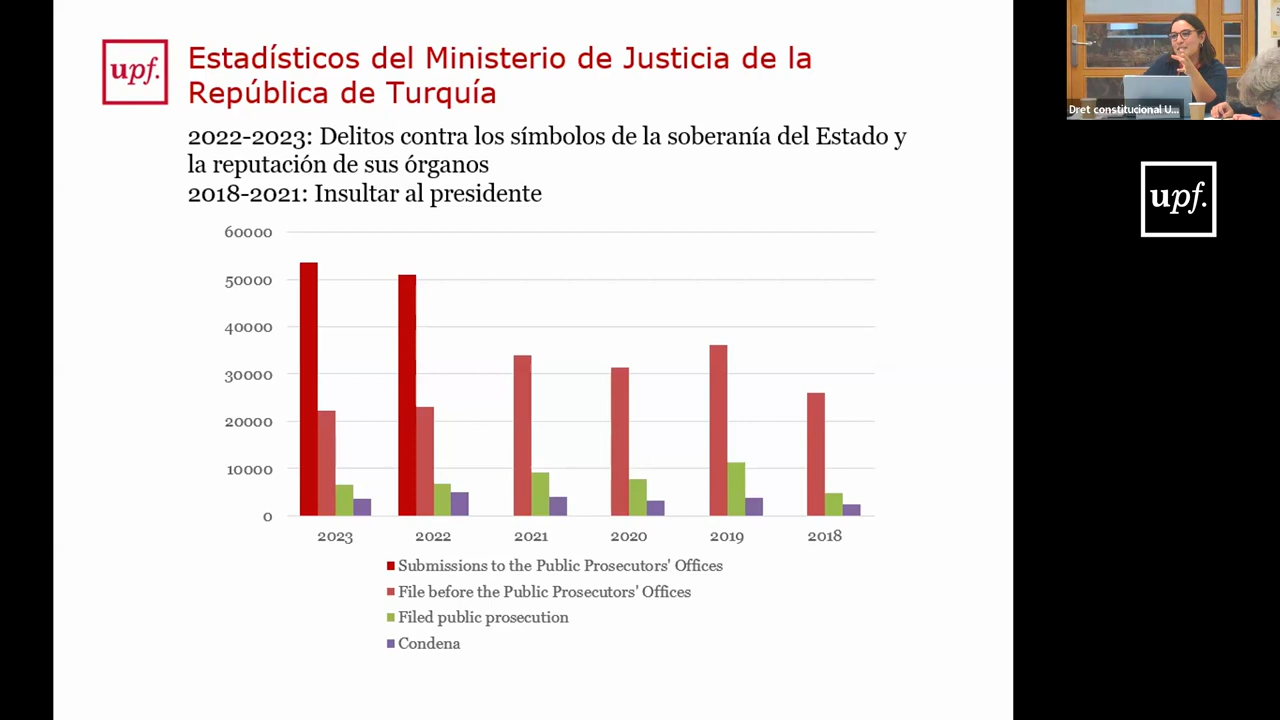 upf.
Estadísticos del Ministerio de Justicia de la
República de Turquía
2022-2023: Delitos contra los símbolos de la soberanía del Estado y
la reputación de sus órganos
2018-2021: Insultar al presidente
60000
50000
40000
30000
20000
10000
0
2023 2022 2021 2020 2019 2018
Submissions to the Public Prosecutors' Offices
File before the Public Prosecutors' Offices
Filed public prosecution
Condena
Dret constitucional U...
upf.